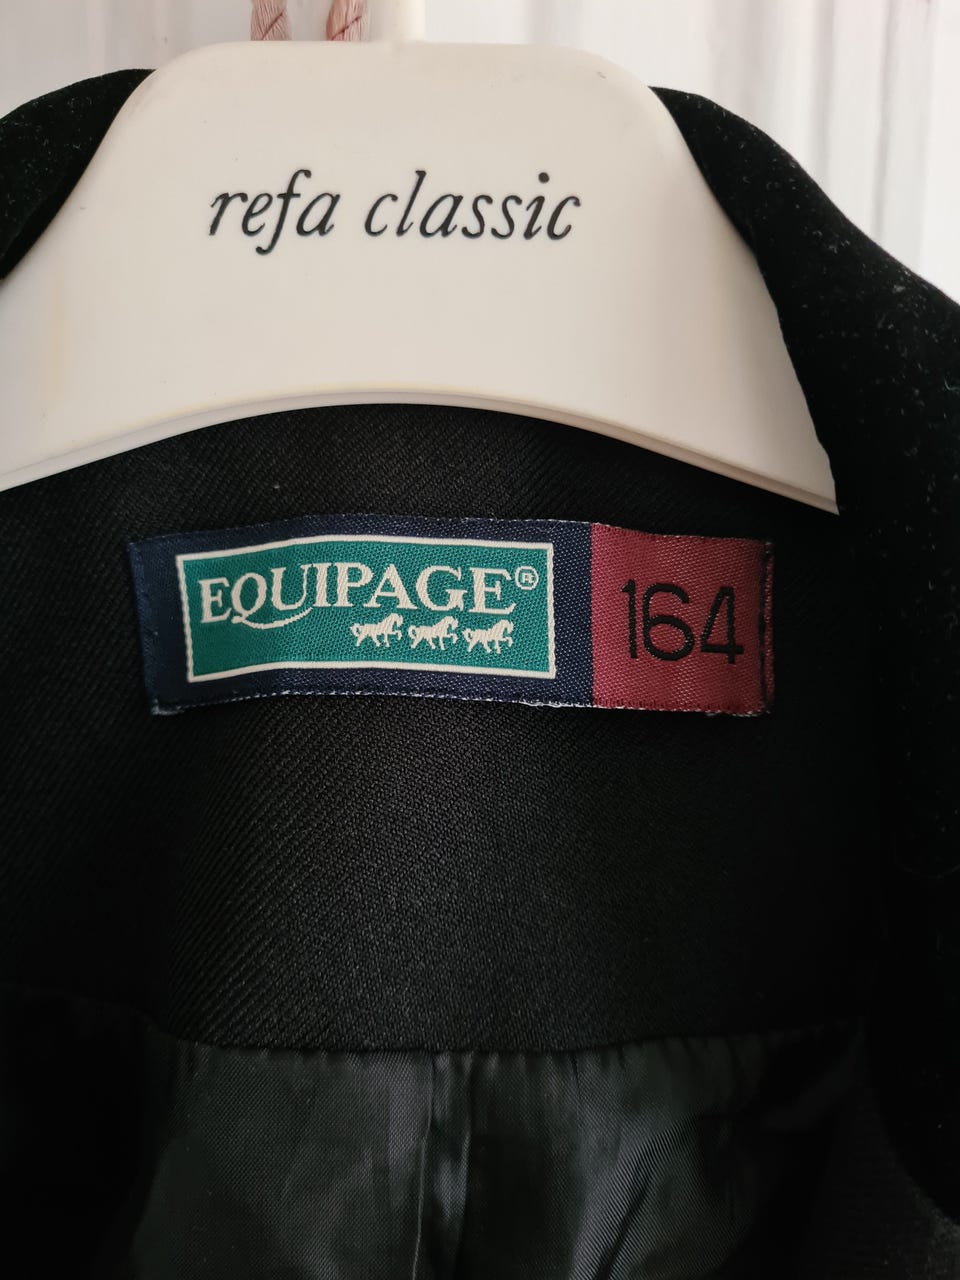 refa classic
EQUIPAGE®
164